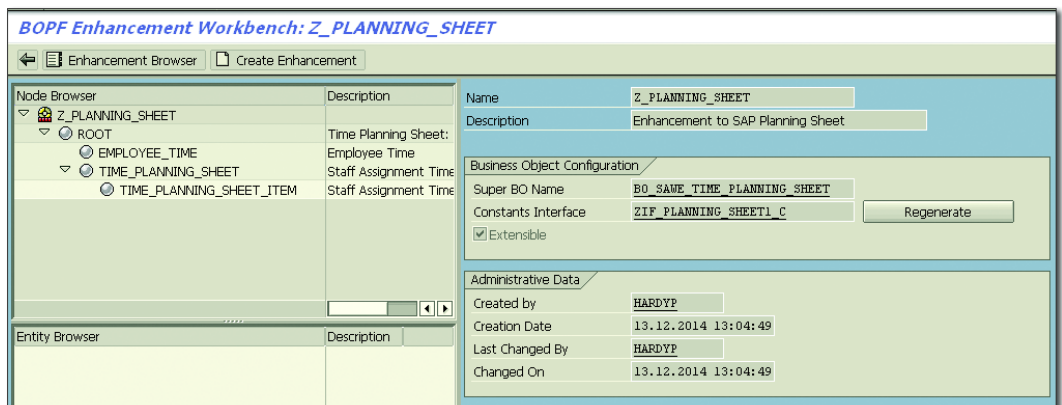 BOPF Enhancement Workbench: Z_PLANNING_SHEET
Enhancement Browser Create Enhancement
Node Browser Description
Z_PLANNING_SHEET
ROOT Time Planning Sheet:
EMPLOYEE_TIME Employee Time
TIME_PLANNING_SHEET Staff Assignment Time
TIME_PLANNING_SHEET_ITEM Staff Assignment Time
Entity Browser Description
Name Z_PLANNING_SHEET
Description Enhancement to SAP Planning Sheet
Business Object Configuration
Super BO Name BO_SAWE_TIME_PLANNING_SHEET
Constants Interface ZIF_PLANNING_SHEET1_C Regenerate
Extensible
Administrative Data
Created by HARDYP
Creation Date 13.12.2014 13:04:49
Last Changed By HARDYP
Changed On 13.12.2014 13:04:49